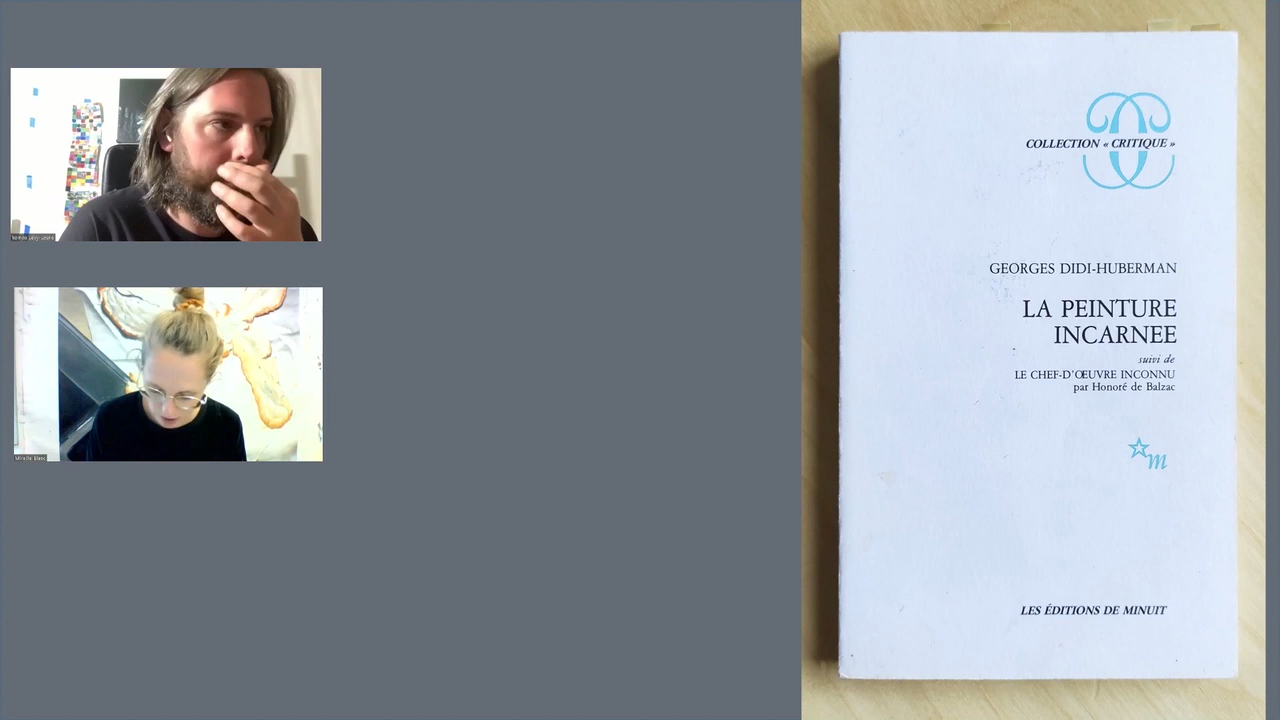 COLLECTION « CRITIQUE »
GEORGES DIDI-HUBERMAN
LA PEINTURE
INCARNEE
suivi de
LE CHEF-D'ŒUVRE INCONNU
par Honoré de Balzac
m
LES ÉDITIONS DE MINUIT